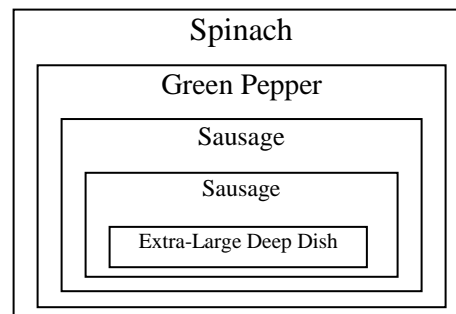 Spinach
Green Pepper
Sausage
Sausage
Extra-Large Deep Dish